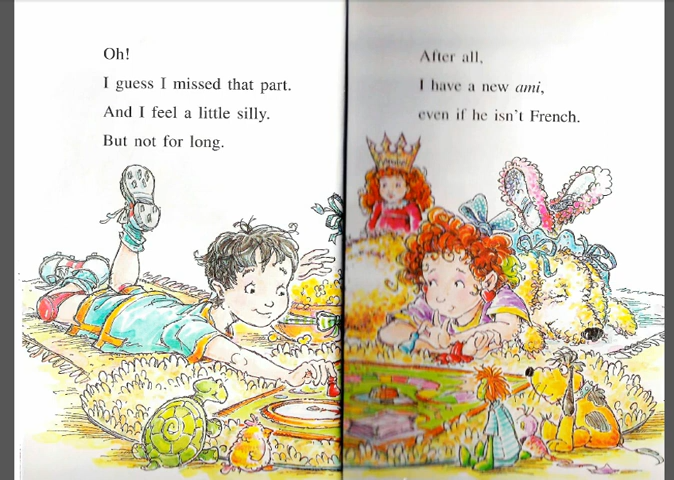 Oh!
I guess I missed that part.
And I feel a little silly.
But not for long.
After all,
I have a new ami,
even if he isn't French.